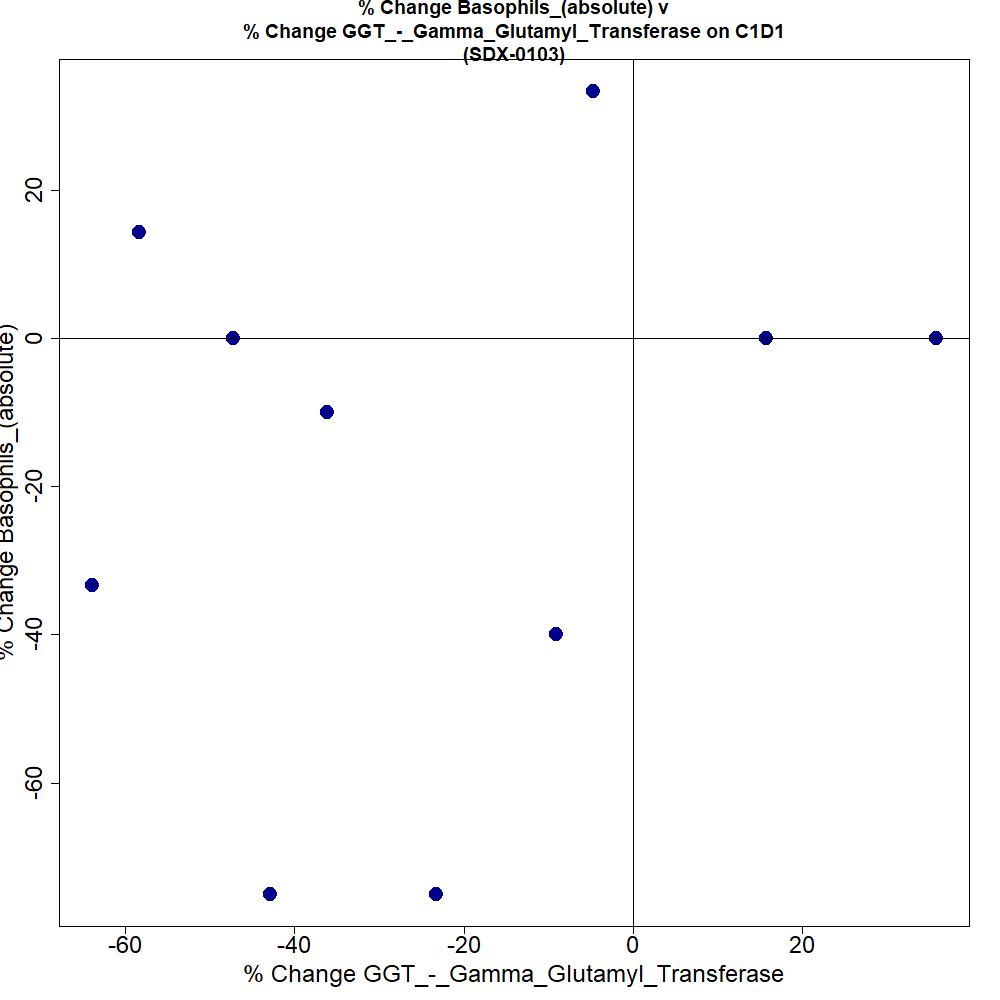 % Change Basophils_(absolute) v
% Change GGT_-_Gamma_Glutamyl_Transferase on C1D1
(SDX-0103)
% Change Basophils_(absolute)
20
0
-20
-40
-60
-60 -40 -20 0 20
% Change GGT_-_Gamma_Glutamyl_Transferase